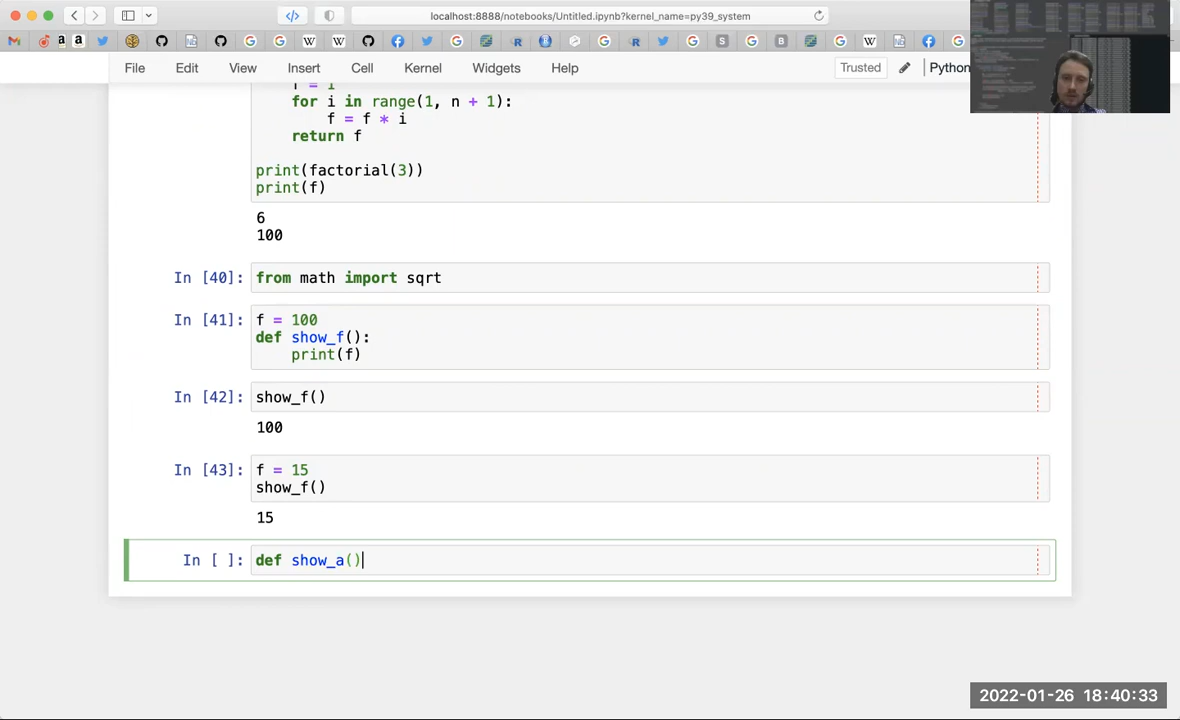 localhost:8888/notebooks/Untitled.ipynb?kernel_name=py39_system
File Edit View Insert Cell Kernel Widgets Help
Trusted
Python
for i in range(1, n + 1):
f = f * i
return f
print(factorial(3))
print(f)
6
100
In [40]: from math import sqrt
In [41]: f = 100
def show_f():
print(f)
In [42]: show_f()
100
In [43]: f = 15
show_f()
15
In [ ]: def show_a()
2022-01-26 18:40:33